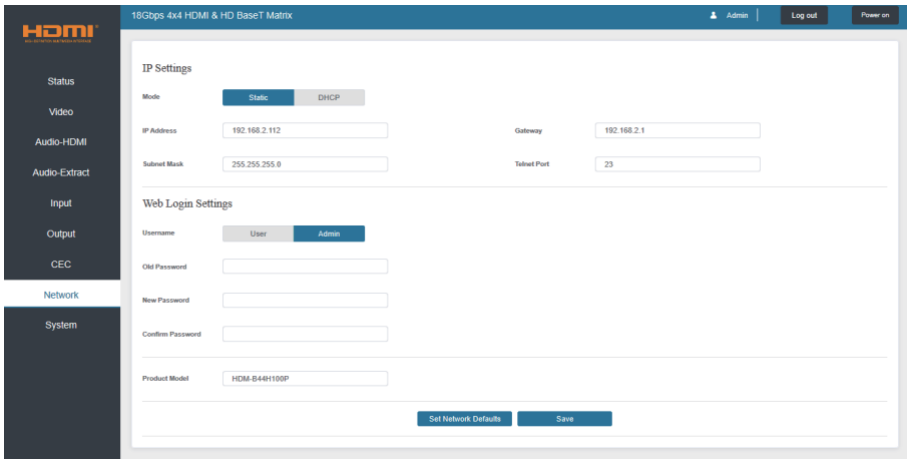 HDMI
18Gbps 4x4 HDMI & HD BaseT Matrix
Admin
Log out
Power on
Status
Video
Audio-HDMI
Audio-Extract
Input
Output
CEC
Network
System
IP Settings
Mode Static DHCP
IP Address 192.168.2.112 Gateway 192.168.2.1
Subnet Mask 255.255.255.0 Telnet Port 23
Web Login Settings
Username User Admin
Old Password
New Password
Confirm Password
Product Model HDM-B44H100P
Set Network Defaults Save